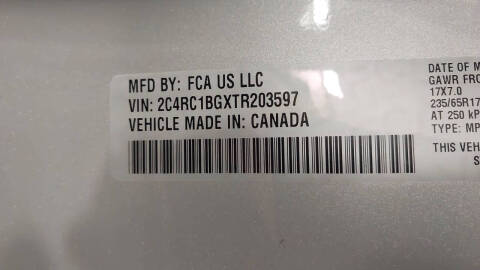 MFD BY: FCA US LLC
VIN: 2C4RC1BGXTR203597
VEHICLE MADE IN: CANADA
DATE OF M
GAWR FRO
17X7.0
235/65R17
AT 250 kP
TYPE: MP
THIS VEH
S